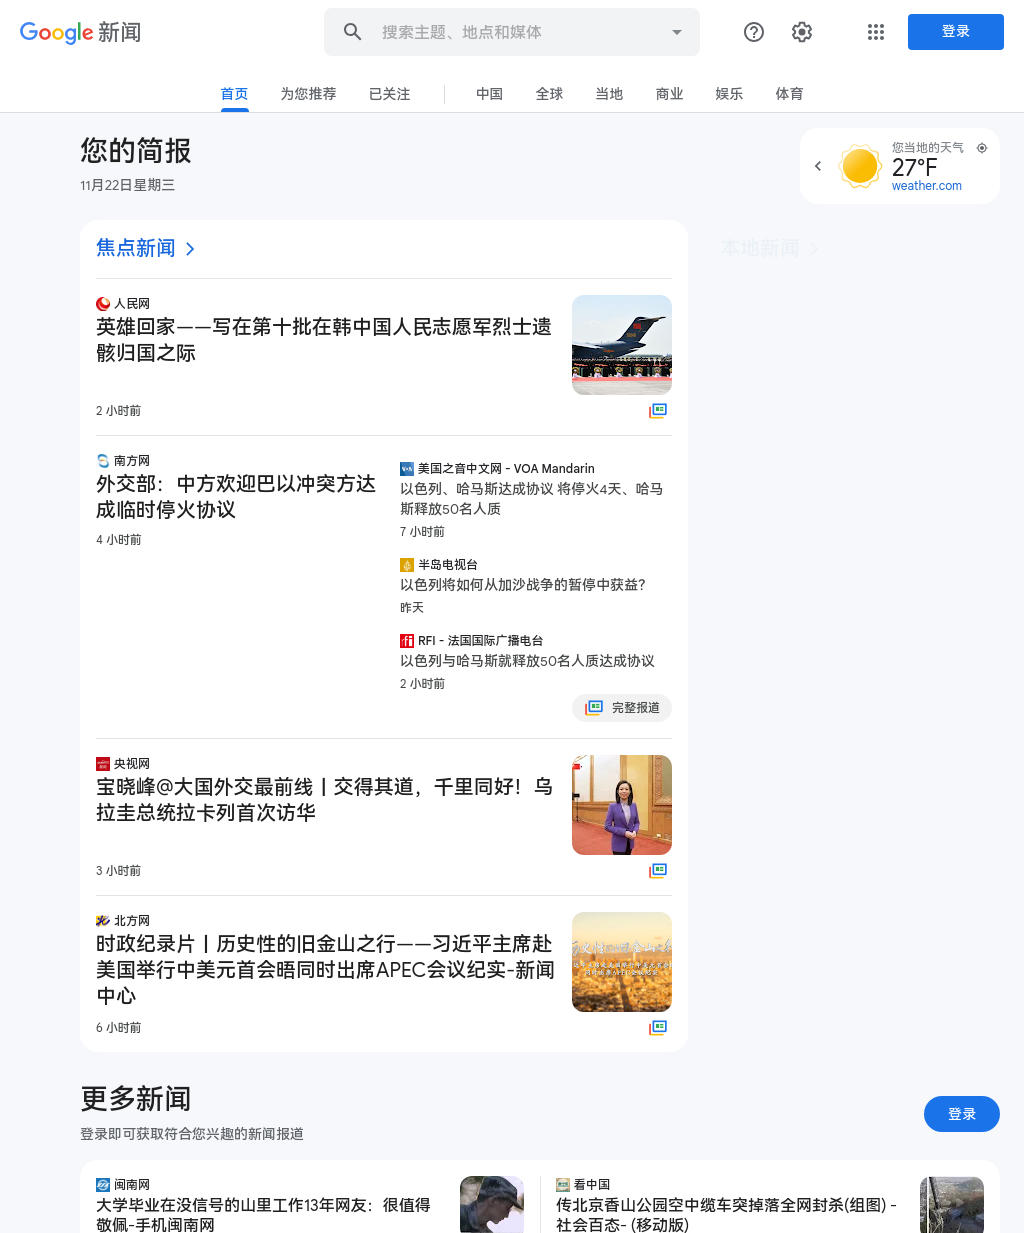 Google 新闻
搜索主题、地点和媒体
登录
首页
为您推荐
已关注
中国
全球
当地
商业
娱乐
体育
您的简报
11月22日星期三
您当地的天气
27°F
weather.com
焦点新闻
本地新闻
人民网
英雄回家——写在第十批在韩中国人民志愿军烈士遗
骸归国之际
2 小时前
南方网
外交部：中方欢迎巴以冲突方达
成临时停火协议
4 小时前
美国之音中文网 - VOA Mandarin
以色列、哈马斯达成协议 将停火4天、哈马
斯释放50名人质
7 小时前
半岛电视台
以色列将如何从加沙战争的暂停中获益？
昨天
RFI - 法国国际广播电台
以色列与哈马斯就释放50名人质达成协议
2 小时前
完整报道
央视网
宝晓峰@大国外交最前线丨交得其道，千里同好！乌
拉圭总统拉卡列首次访华
3 小时前
北方网
时政纪录片丨历史性的旧金山之行——习近平主席赴
美国举行中美元首会晤同时出席APEC会议纪实-新闻
中心
6 小时前
更多新闻
登录即可获取符合您兴趣的新闻报道
登录
闽南网
大学毕业在没信号的山里工作13年网友：很值得
敬佩-手机闽南网
看中国
传北京香山公园空中缆车突掉落全网封杀(组图) -
社会百态- (移动版)